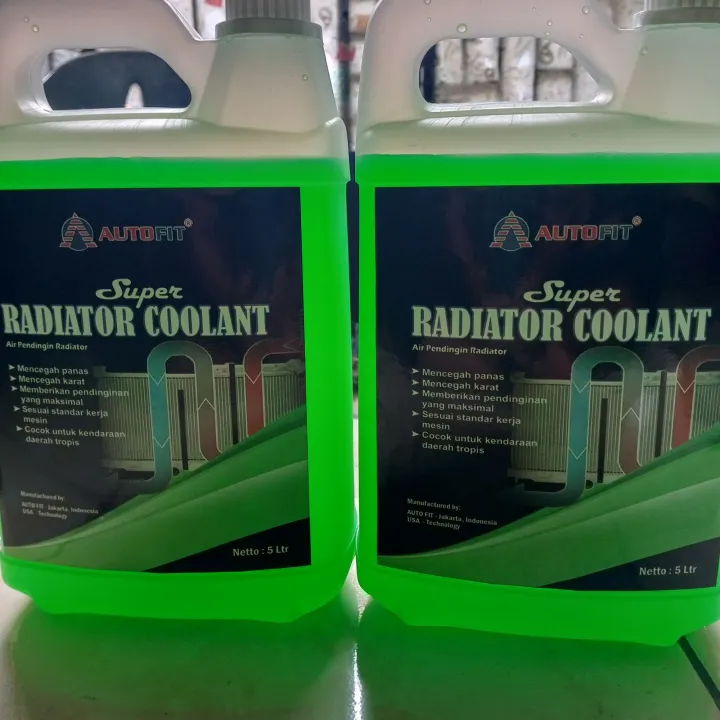 AUTOFIT®
Super
RADIATOR COOLANT
Air Pendingin Radiator
➤ Mencegah panas
➤ Mencegah karat
➤ Memberikan pendinginan
yang maksimal
➤ Sesuai standar kerja
mesin
➤ Cocok untuk kendaraan
daerah tropis
Manufactured by:
AUTO FIT - Jakarta, Indonesia
USA - Technology
Netto : 5 Ltr
AUTOFIT®
Super
RADIATOR COOLANT
Air Pendingin Radiator
➤ Mencegah panas
➤ Mencegah karat
➤ Memberikan pendinginan
yang maksimal
➤ Sesuai standar kerja
mesin
➤ Cocok untuk kendaraan
daerah tropis
Manufactured by:
AUTO FIT - Jakarta, Indonesia
USA - Technology
Netto : 5 Ltr